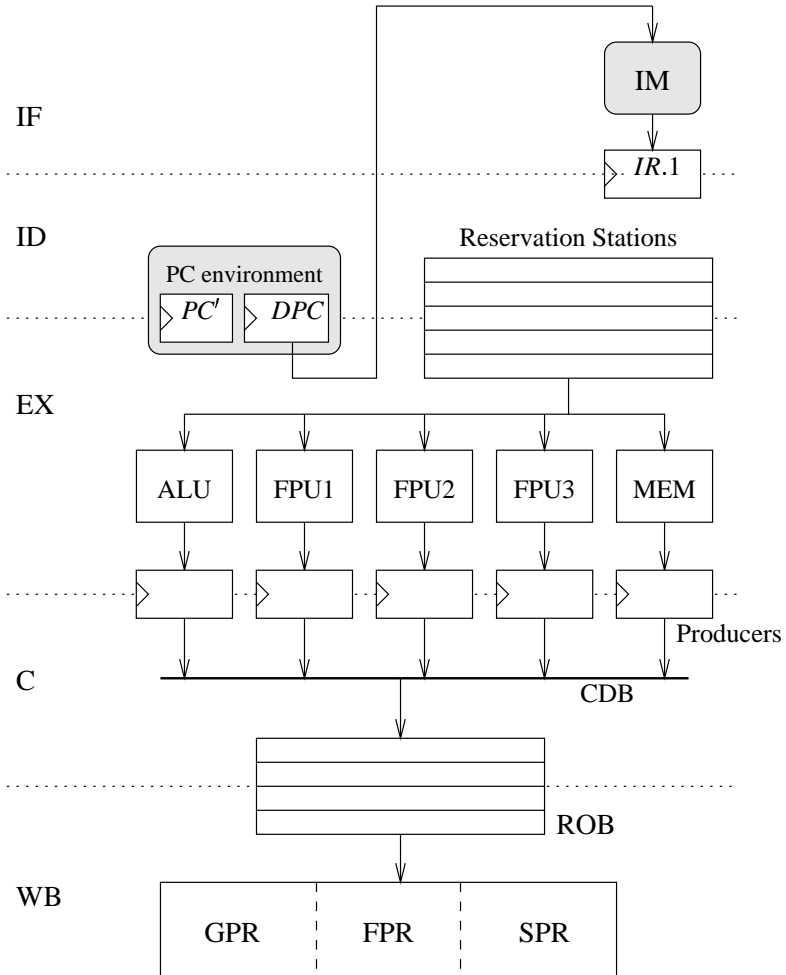 IM
IF
IR.1
ID
Reservation Stations
PC environment
PC′ DPC
EX
ALU FPU1 FPU2 FPU3 MEM
Producers
C
CDB
ROB
WB
GPR FPR SPR